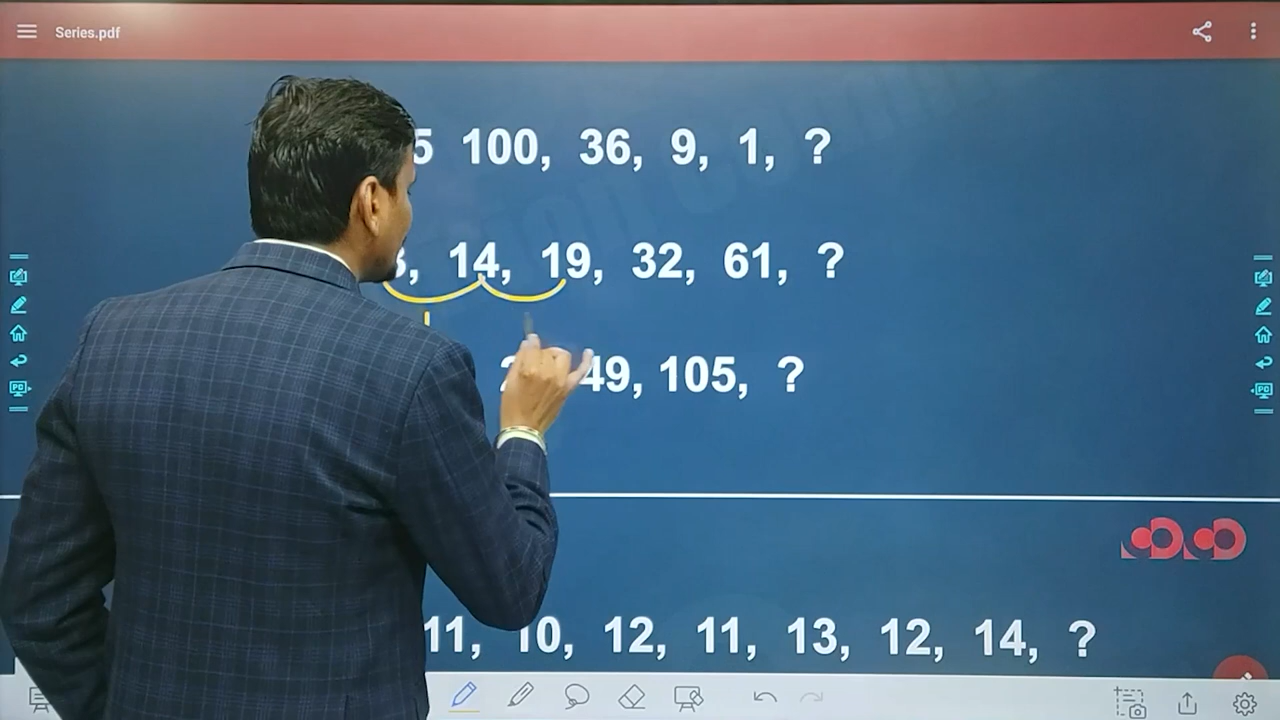 Series.pdf
5 100, 36, 9, 1, ?
14, 19, 32, 61, ?
49, 105, ?
11, 10, 12, 11, 13, 12, 14, ?